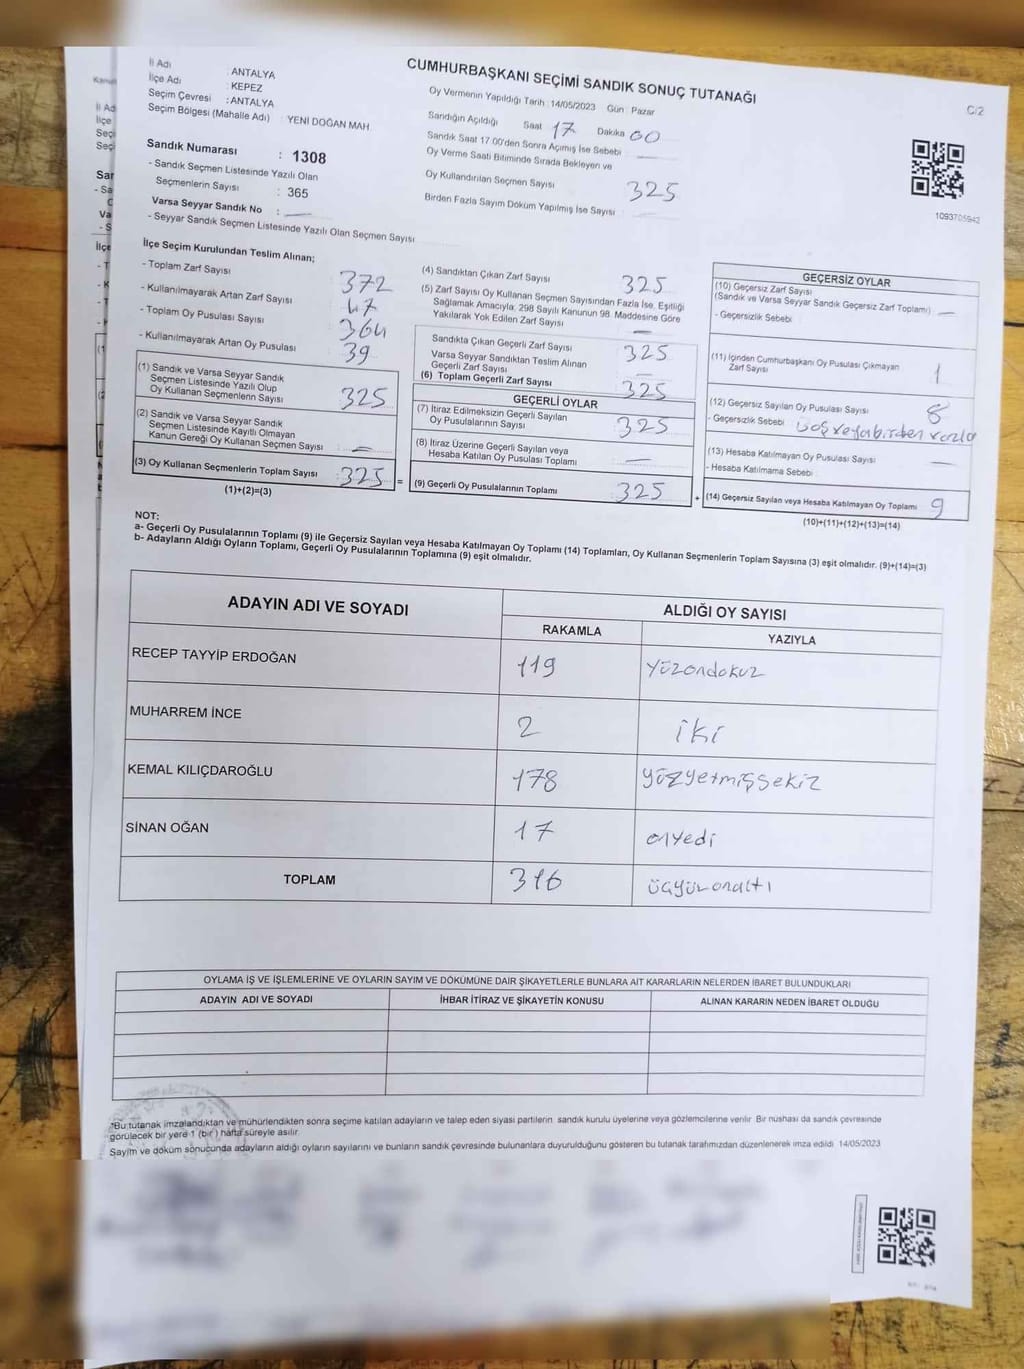 CUMHURBAŞKANI SEÇİMİ SANDIK SONUÇ TUTANAĞI
C/2
İl Adı : ANTALYA
İlçe Adı : KEPEZ
Seçim Çevresi : ANTALYA
Seçim Bölgesi (Mahalle Adı) : YENİ DOĞAN MAH
Sandık Numarası : 1308
- Sandık Seçmen Listesinde Yazılı Olan
Seçmenlerin Sayısı : 365
Varsa Seyyar Sandık No : —
- Seyyar Sandık Seçmen Listesinde Yazılı Olan Seçmen Sayısı
Oy Vermenin Yapıldığı Tarih : 14/05/2023 Gün : Pazar
Sandığın Açıldığı Saat 17 Dakika 00
Sandık Saat 17.00'den Sonra Açımış İse Sebebi :
Oy Verme Saati Bitiminde Sırada Bekleyen ve
Oy Kullandırılan Seçmen Sayısı 325
Birden Fazla Sayım Döküm Yapılmış İse Sayısı : —
1093705942
İlçe Seçim Kurulundan Teslim Alınan;
- Toplam Zarf Sayısı 372
- Kullanılmayarak Artan Zarf Sayısı 47
- Toplam Oy Pusulası Sayısı 364
- Kullanılmayarak Artan Oy Pusulası 39
(1) Sandık ve Varsa Seyyar Sandık
Seçmen Listesinde Yazılı Olup
Oy Kullanan Seçmenlerin Sayısı 325
(2) Sandık ve Varsa Seyyar Sandık
Seçmen Listesinde Kayıtlı Olmayan
Kanun Gereği Oy Kullanan Seçmen Sayısı : —
(3) Oy Kullanan Seçmenlerin Toplam Sayısı : 325 =
(1)+(2)=(3)
(4) Sandıktan Çıkan Zarf Sayısı 325
(5) Zarf Sayısı Oy Kullanan Seçmen Sayısından Fazla İse, Eşitliği
Sağlamak Amacıyla; 298 Sayılı Kanunun 98. Maddesine Göre
Yakılarak Yok Edilen Zarf Sayısı —
Sandıkta Çıkan Geçerli Zarf Sayısı 325
Varsa Seyyar Sandıktan Teslim Alınan
Geçerli Zarf Sayısı —
(6) Toplam Geçerli Zarf Sayısı 325
GEÇERLİ OYLAR
(7) İtiraz Edilmeksizin Geçerli Sayılan
Oy Pusulalarının Sayısı : 325
(8) İtiraz Üzerine Geçerli Sayılan veya
Hesaba Katılan Oy Pusulası Toplamı —
(9) Geçerli Oy Pusulalarının Toplamı 325 +
GEÇERSİZ OYLAR
(10) Geçersiz Zarf Sayısı
(Sandık ve Varsa Seyyar Sandık Geçersiz Zarf Toplamı) —
- Geçersizlik Sebebi :
(11) İçinden Cumhurbaşkanı Oy Pusulası Çıkmayan
Zarf Sayısı 1
(12) Geçersiz Sayılan Oy Pusulası Sayısı 8
- Geçersizlik Sebebi : boş veya birden fazla
(13) Hesaba Katılmayan Oy Pusulası Sayısı —
- Hesaba Katılmama Sebebi :
(14) Geçersiz Sayılan veya Hesaba Katılmayan Oy Toplamı 9
(10)+(11)+(12)+(13)=(14)
NOT:
a- Geçerli Oy Pusulalarının Toplamı (9) ile Geçersiz Sayılan veya Hesaba Katılmayan Oy Toplamı (14) Toplamları, Oy Kullanan Seçmenlerin Toplam Sayısına (3) eşit olmalıdır. (9)+(14)=(3)
b- Adayların Aldığı Oyların Toplamı, Geçerli Oy Pusulalarının Toplamına (9) eşit olmalıdır.
ADAYIN ADI VE SOYADI ALDIĞI OY SAYISI
RAKAMLA YAZIYLA
RECEP TAYYİP ERDOĞAN 119 yüzondokuz
MUHARREM İNCE 2 iki
KEMAL KILIÇDAROĞLU 178 yüzyetmişsekiz
SİNAN OĞAN 17 onyedi
TOPLAM 316 üçyüzonaltı
OYLAMA İŞ VE İŞLEMLERİNE VE OYLARIN SAYIM VE DÖKÜMÜNE DAİR ŞİKAYETLERLE BUNLARA AİT KARARLARIN NELERDEN İBARET BULUNDUKLARI
ADAYIN ADI VE SOYADI İHBAR İTİRAZ VE ŞİKAYETİN KONUSU ALINAN KARARIN NEDEN İBARET OLDUĞU
*Bu tutanak imzalandıktan ve mühürlendikten sonra seçime katılan adayların ve talep eden siyasi partilerin sandık kurulu üyelerine veya gözlemcilerine verilir. Bir nüshası da sandık çevresinde
görülecek bir yere 1 (bir ) hafta süreyle asılır.
Sayım ve döküm sonucunda adayların aldığı oyların sayılarını ve bunların sandık çevresinde bulunanlara duyurulduğunu gösteren bu tutanak tarafımızdan düzenlenerek imza edildi. 14/05/2023